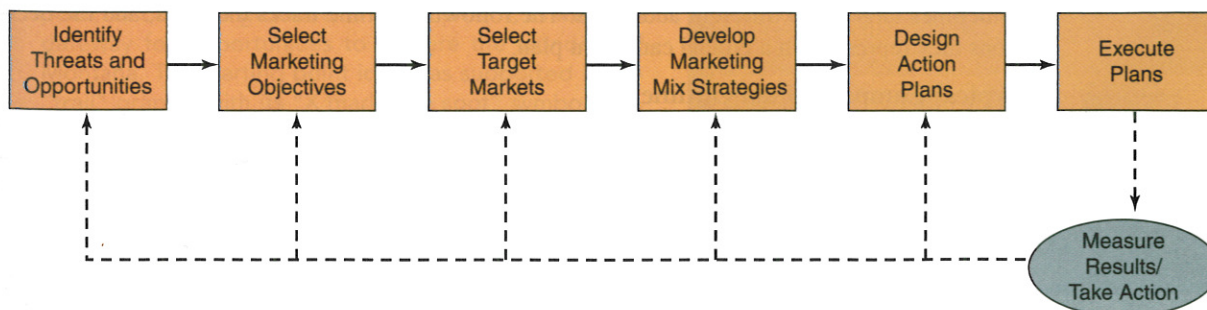 Identify
Threats and
Opportunities
Select
Marketing
Objectives
Select
Target
Markets
Develop
Marketing
Mix Strategies
Design
Action
Plans
Execute
Plans
Measure
Results/
Take Action